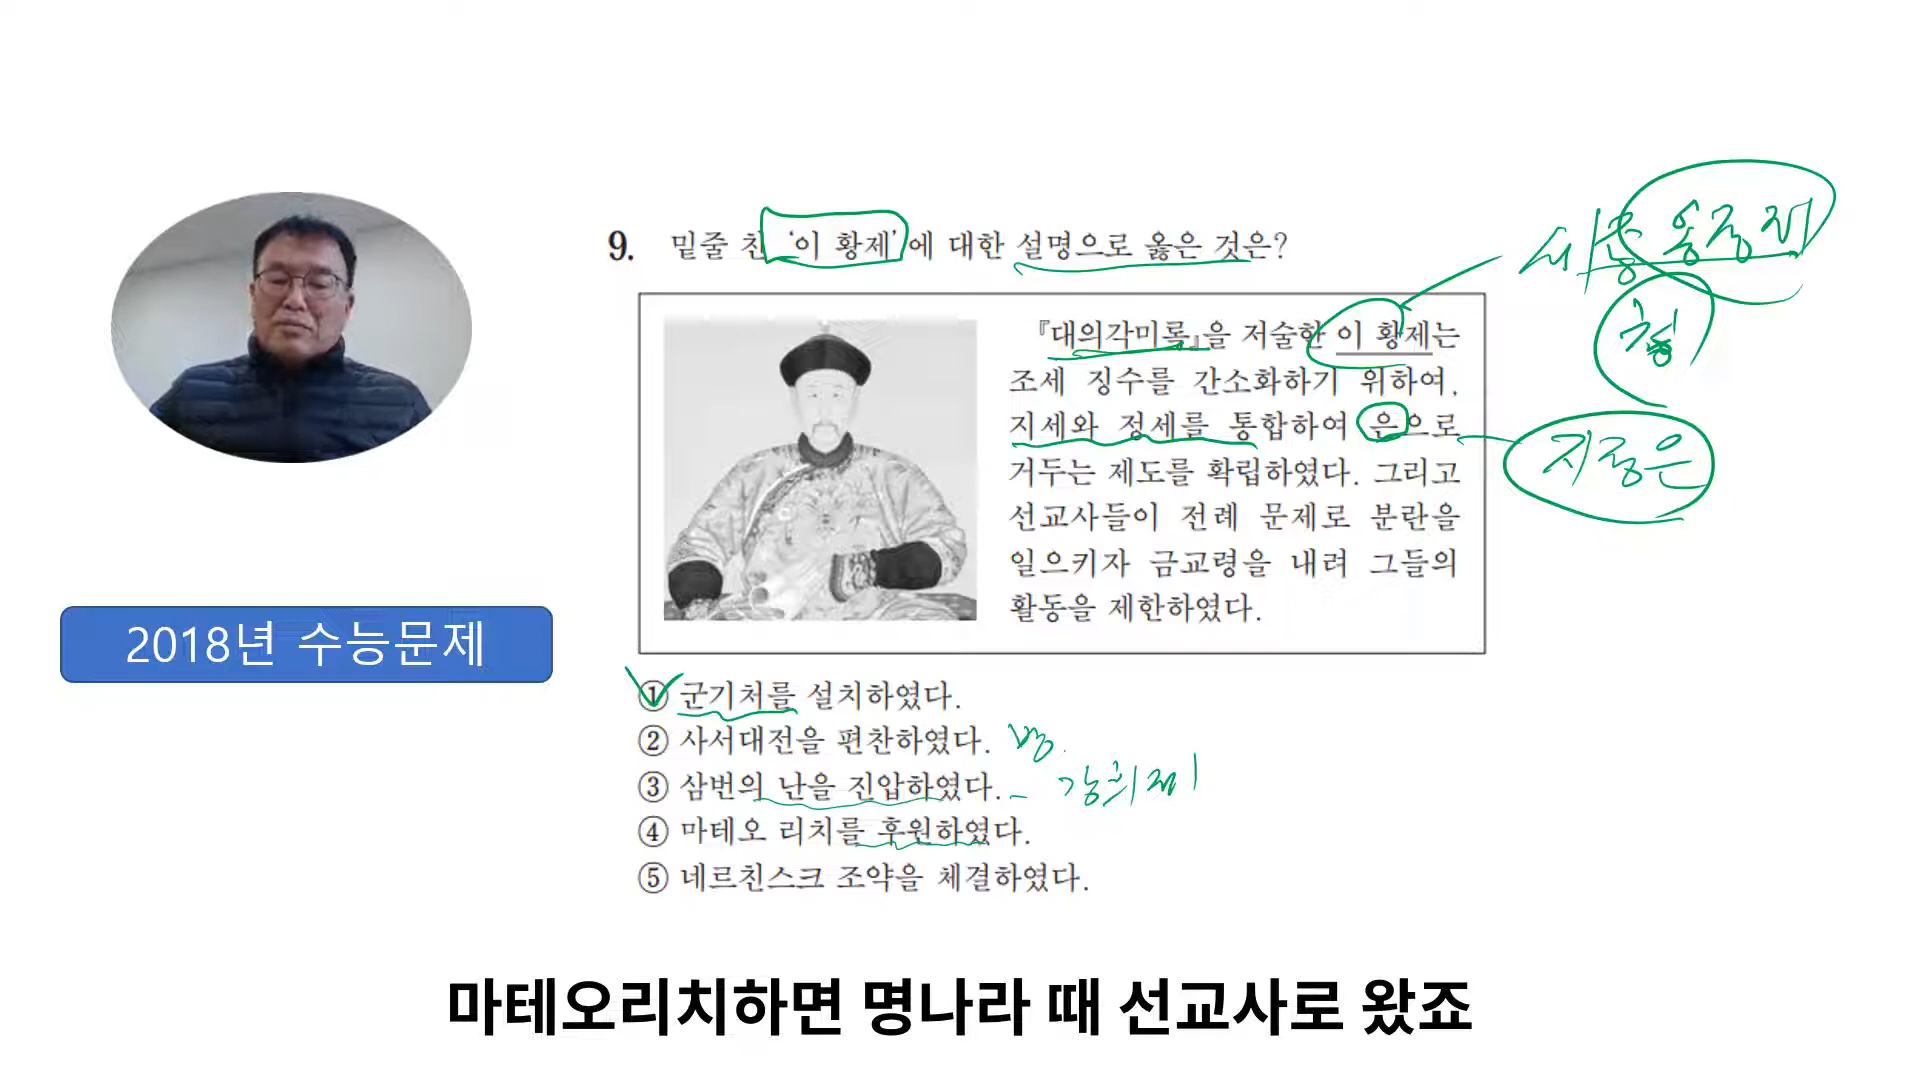 9. 밑줄 친 ‘이 황제’에 대한 설명으로 옳은 것은?
『대의각미록』을 저술한 이 황제는
조세 징수를 간소화하기 위하여,
지세와 정세를 통합하여 은으로
거두는 제도를 확립하였다. 그리고
선교사들이 전례 문제로 분란을
일으키자 금교령을 내려 그들의
활동을 제한하였다.
옹정제
청
지정은
2018년 수능문제
① 군기처를 설치하였다.
② 사서대전을 편찬하였다. 명.
③ 삼번의 난을 진압하였다. - 강희제
④ 마테오 리치를 후원하였다.
⑤ 네르친스크 조약을 체결하였다.
마테오리치하면 명나라 때 선교사로 왔죠